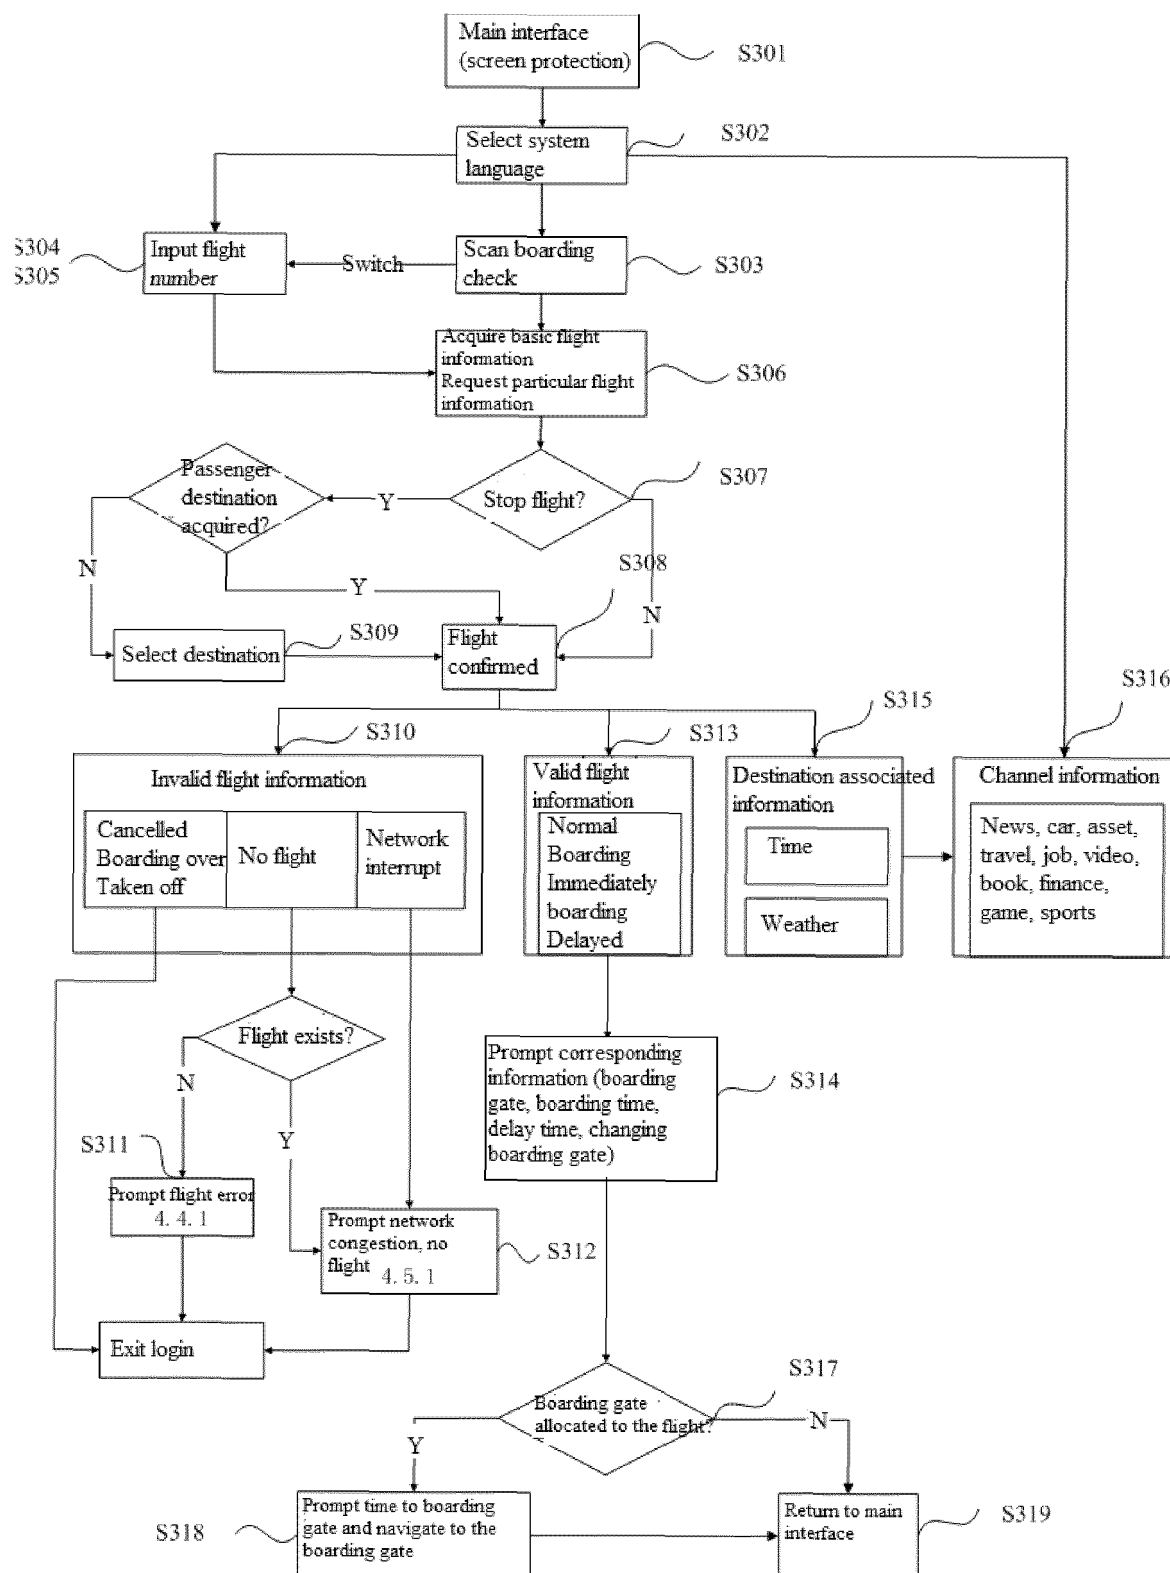 Main interface
(screen protection)
S301
Select system
language
S302
S304
S305
Input flight
number
Switch
Scan boarding
check
S303
Acquire basic flight
information
Request particular flight
information
S306
Passenger
destination
acquired?
Y
Stop flight?
S307
N
Y
S308
N
Select destination
S309
Flight
confirmed
S310
S313
S315
S316
Invalid flight information
Cancelled
Boarding over
Taken off
No flight
Network
interrupt
Valid flight
information
Normal
Boarding
Immediately
boarding
Delayed
Destination associated
information
Time
Weather
Channel information
News, car, asset,
travel, job, video,
book, finance,
game, sports
Flight exists?
N
Y
S311
Prompt flight error
4. 4. 1
Prompt network
congestion, no
flight
4. 5. 1
S312
Exit login
Prompt corresponding
information (boarding
gate, boarding time,
delay time, changing
boarding gate)
S314
Boarding gate
allocated to the flight?
S317
Y
N
S318
Prompt time to boarding
gate and navigate to the
boarding gate
Return to main
interface
S319